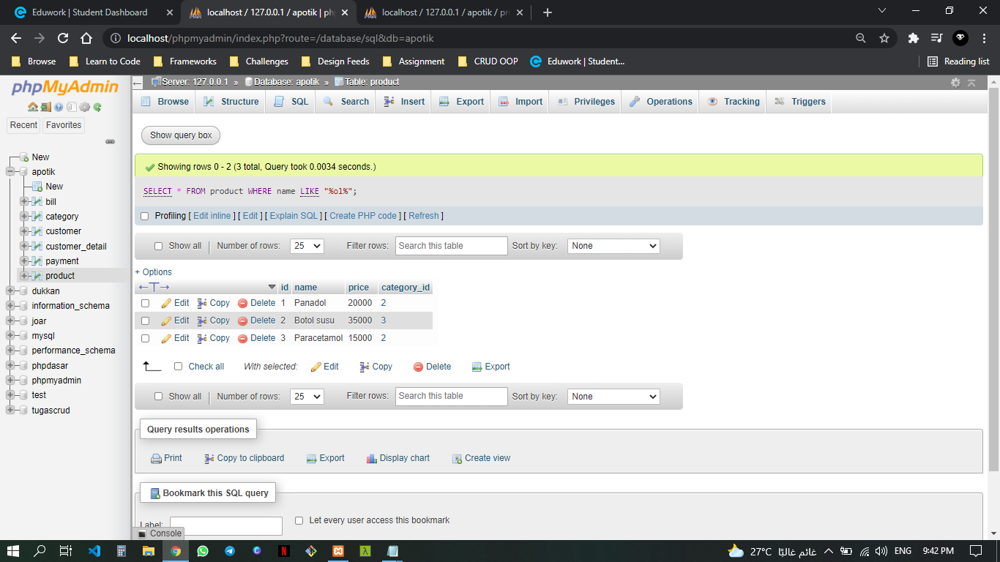 Eduwork | Student Dashboard
localhost / 127.0.0.1 / apotik | ph
localhost / 127.0.0.1 / apotik / pr
localhost/phpmyadmin/index.php?route=/database/sql&db=apotik
Browse Learn to Code Frameworks Challenges Design Feeds Assignment CRUD OOP Eduwork | Student... Reading list
phpMyAdmin
Recent Favorites
New
apotik
New
bill
category
customer
customer_detail
payment
product
dukkan
information_schema
joar
mysql
performance_schema
phpdasar
phpmyadmin
test
tugascrud
Server: 127.0.0.1 » Database: apotik » Table: product
Browse Structure SQL Search Insert Export Import Privileges Operations Tracking Triggers
Show query box
Showing rows 0 - 2 (3 total, Query took 0.0034 seconds.)
SELECT * FROM product WHERE name LIKE "%ol%";
Profiling [ Edit inline ] [ Edit ] [ Explain SQL ] [ Create PHP code ] [ Refresh ]
Show all Number of rows: 25 Filter rows: Search this table Sort by key: None
+ Options
←T→ id name price category_id
Edit Copy Delete 1 Panadol 20000 2
Edit Copy Delete 2 Botol susu 35000 3
Edit Copy Delete 3 Paracetamol 15000 2
Check all With selected: Edit Copy Delete Export
Show all Number of rows: 25 Filter rows: Search this table Sort by key: None
Query results operations
Print Copy to clipboard Export Display chart Create view
Bookmark this SQL query
Label: Let every user access this bookmark
Console
27°C غائم غالبًا ENG 9:42 PM